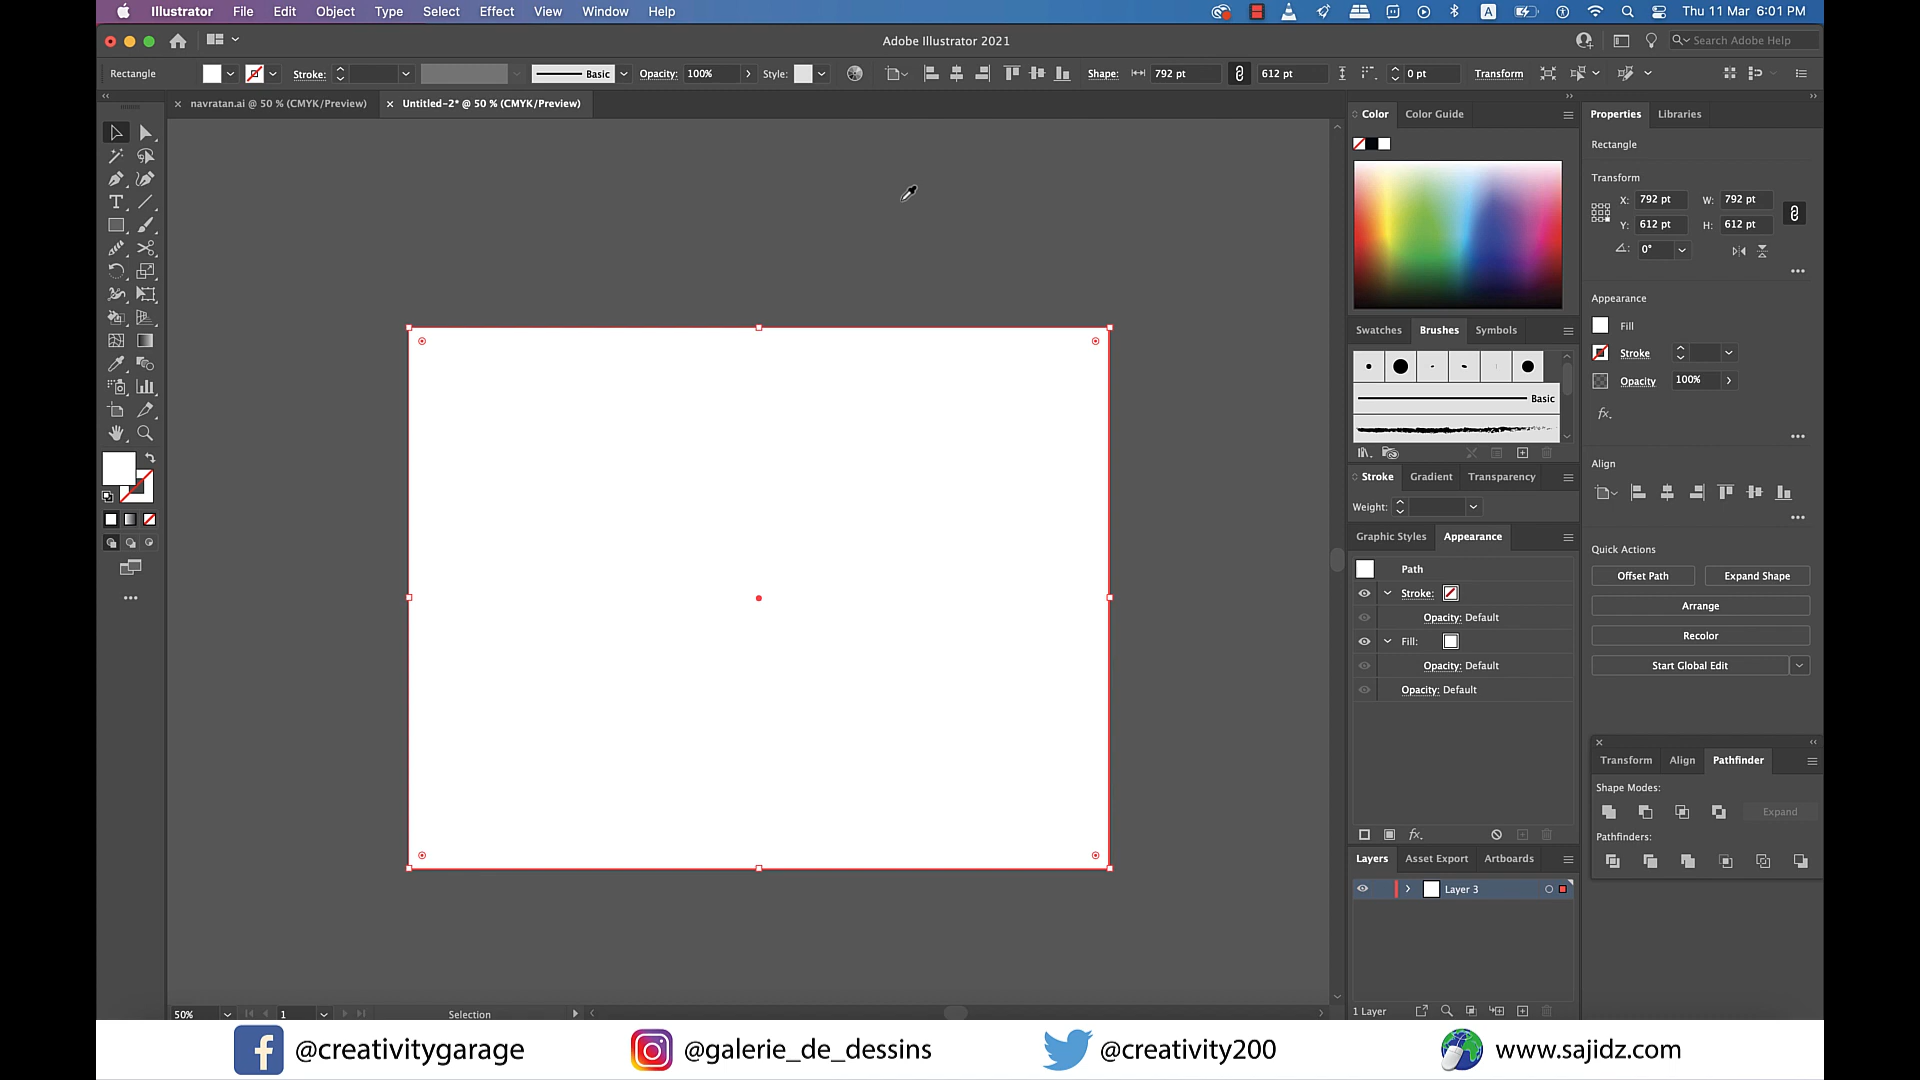 Illustrator File Edit Object Type Select Effect View Window Help A Thu 11 Mar 6:01 PM
Adobe Illustrator 2021 Search Adobe Help
Rectangle Stroke: Basic Opacity: 100% Style: Shape: 792 pt 612 pt 0 pt Transform
navratan.ai @ 50 % (CMYK/Preview) Untitled-2* @ 50 % (CMYK/Preview)
Color Color Guide
Swatches Brushes Symbols
Basic
Stroke Gradient Transparency
Weight:
Graphic Styles Appearance
Path
Stroke:
Opacity: Default
Fill:
Opacity: Default
Opacity: Default
Layers Asset Export Artboards
Layer 3
1 Layer
Properties Libraries
Rectangle
Transform
X: 792 pt W: 792 pt
Y: 612 pt H: 612 pt
0°
Appearance
Fill
Stroke
Opacity 100%
fx.
Align
Quick Actions
Offset Path Expand Shape
Arrange
Recolor
Start Global Edit
Transform Align Pathfinder
Shape Modes:
Expand
Pathfinders:
50% 1 Selection
@creativitygarage @galerie_de_dessins @creativity200 www.sajidz.com